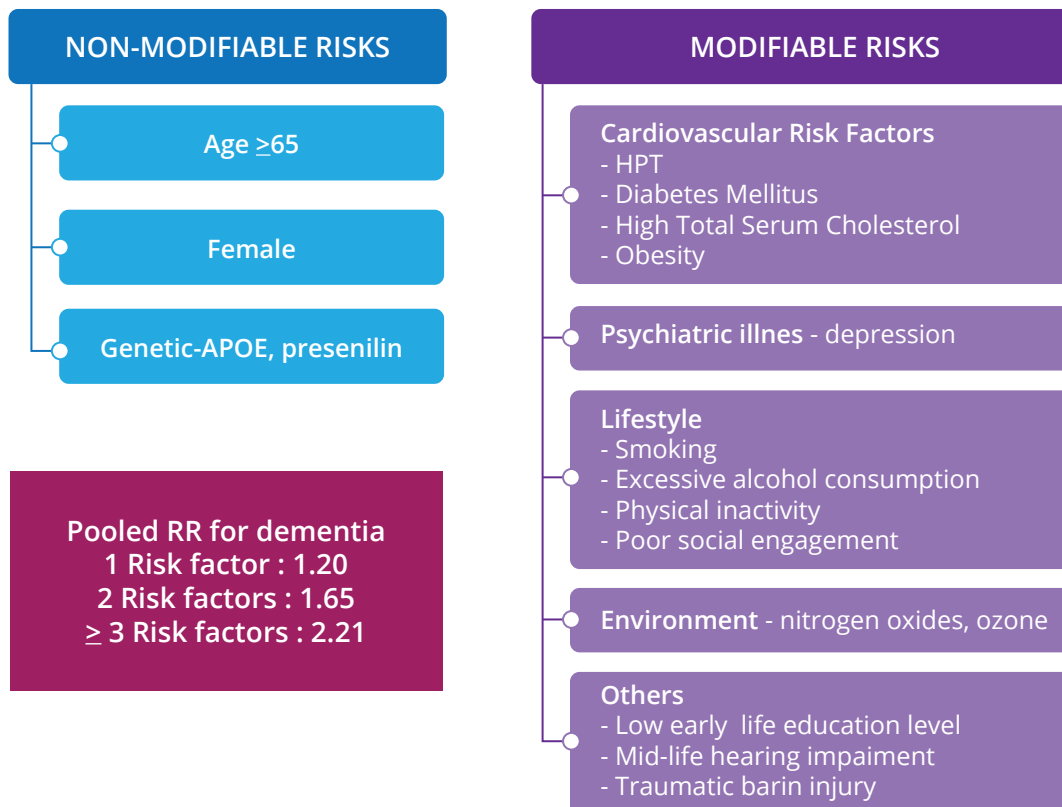 NON-MODIFIABLE RISKS
Age ≥65
Female
Genetic-APOE, presenilin
Pooled RR for dementia
1 Risk factor : 1.20
2 Risk factors : 1.65
≥ 3 Risk factors : 2.21
MODIFIABLE RISKS
Cardiovascular Risk Factors
- HPT
- Diabetes Mellitus
- High Total Serum Cholesterol
- Obesity
Psychiatric illnes - depression
Lifestyle
- Smoking
- Excessive alcohol consumption
- Physical inactivity
- Poor social engagement
Environment - nitrogen oxides, ozone
Others
- Low early life education level
- Mid-life hearing impaiment
- Traumatic barin injury